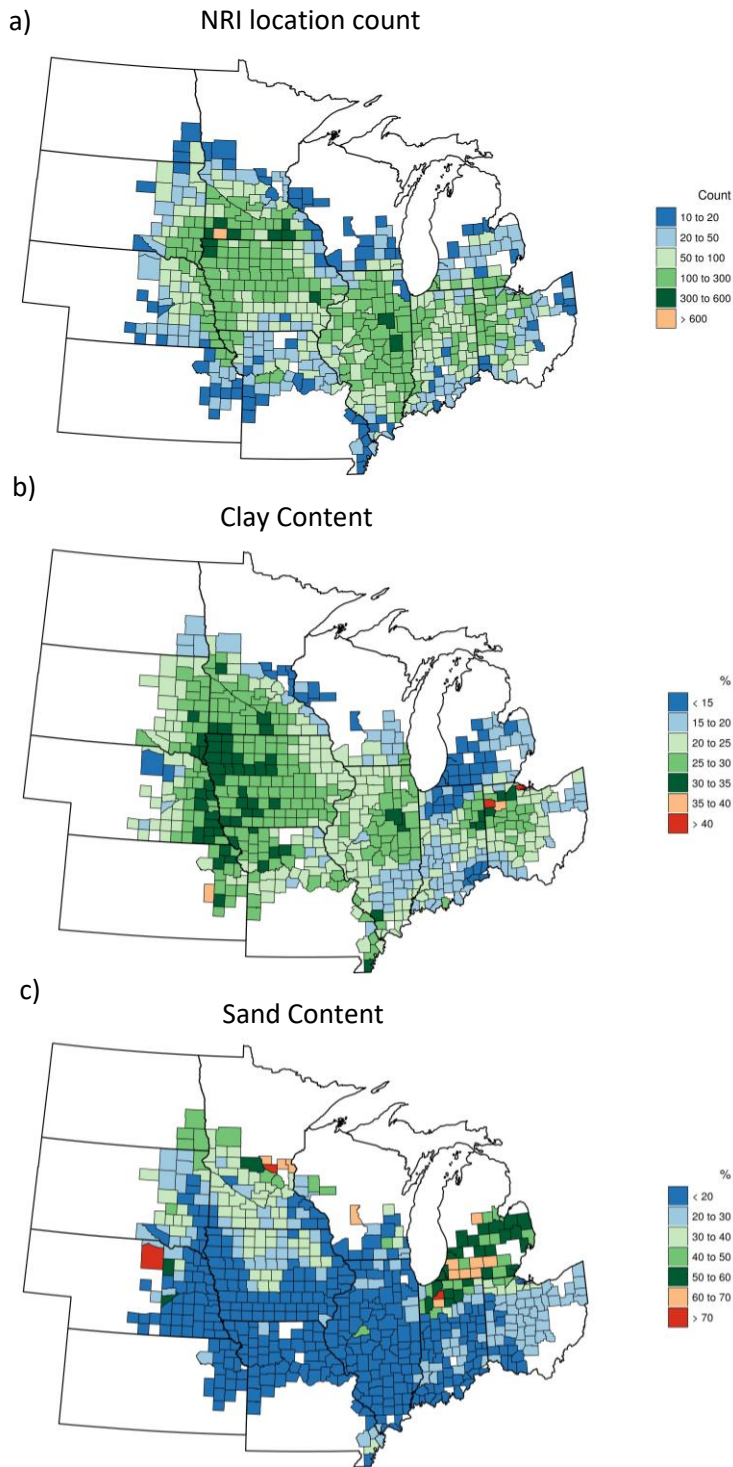 a)
NRI location count
Count
10 to 20
20 to 50
50 to 100
100 to 300
300 to 600
> 600
b)
Clay Content
%
< 15
15 to 20
20 to 25
25 to 30
30 to 35
35 to 40
> 40
c)
Sand Content
%
< 20
20 to 30
30 to 40
40 to 50
50 to 60
60 to 70
> 70